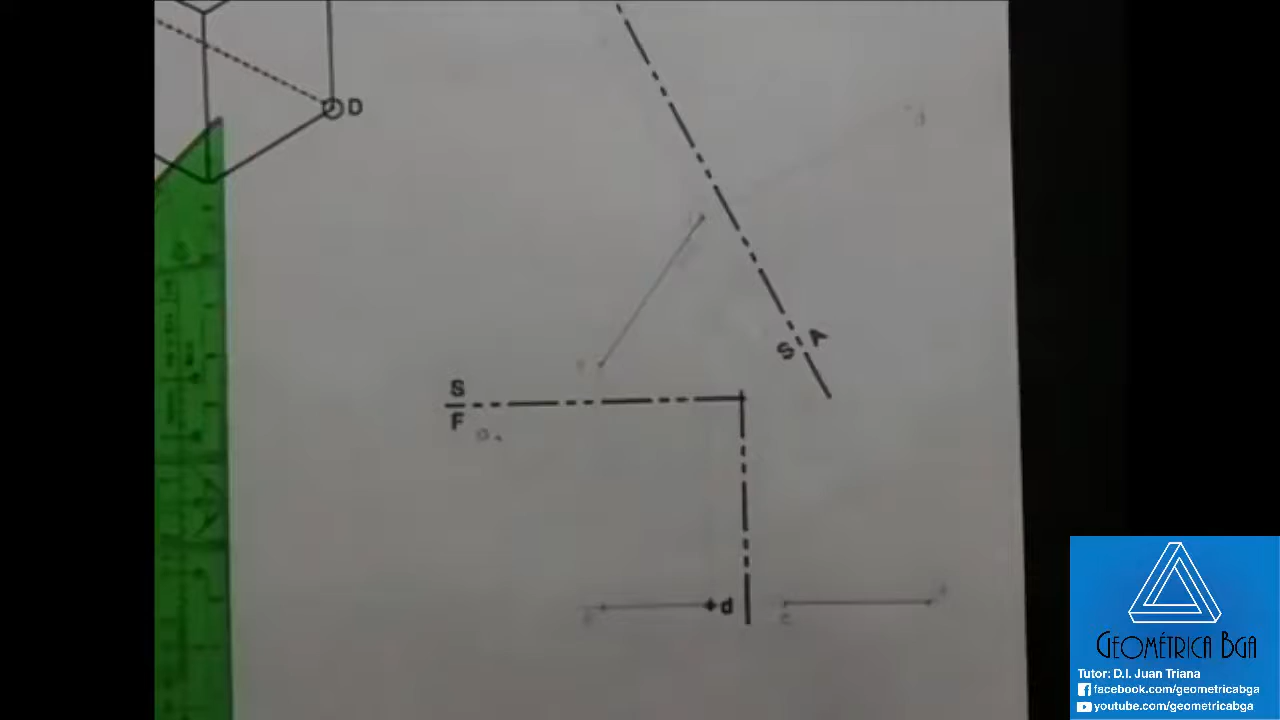 D
S A
S
F
a.
d
c
GEOMÉTRICA BGA
Tutor: D.I. Juan Triana
facebook.com/geometricabga
youtube.com/geometricabga